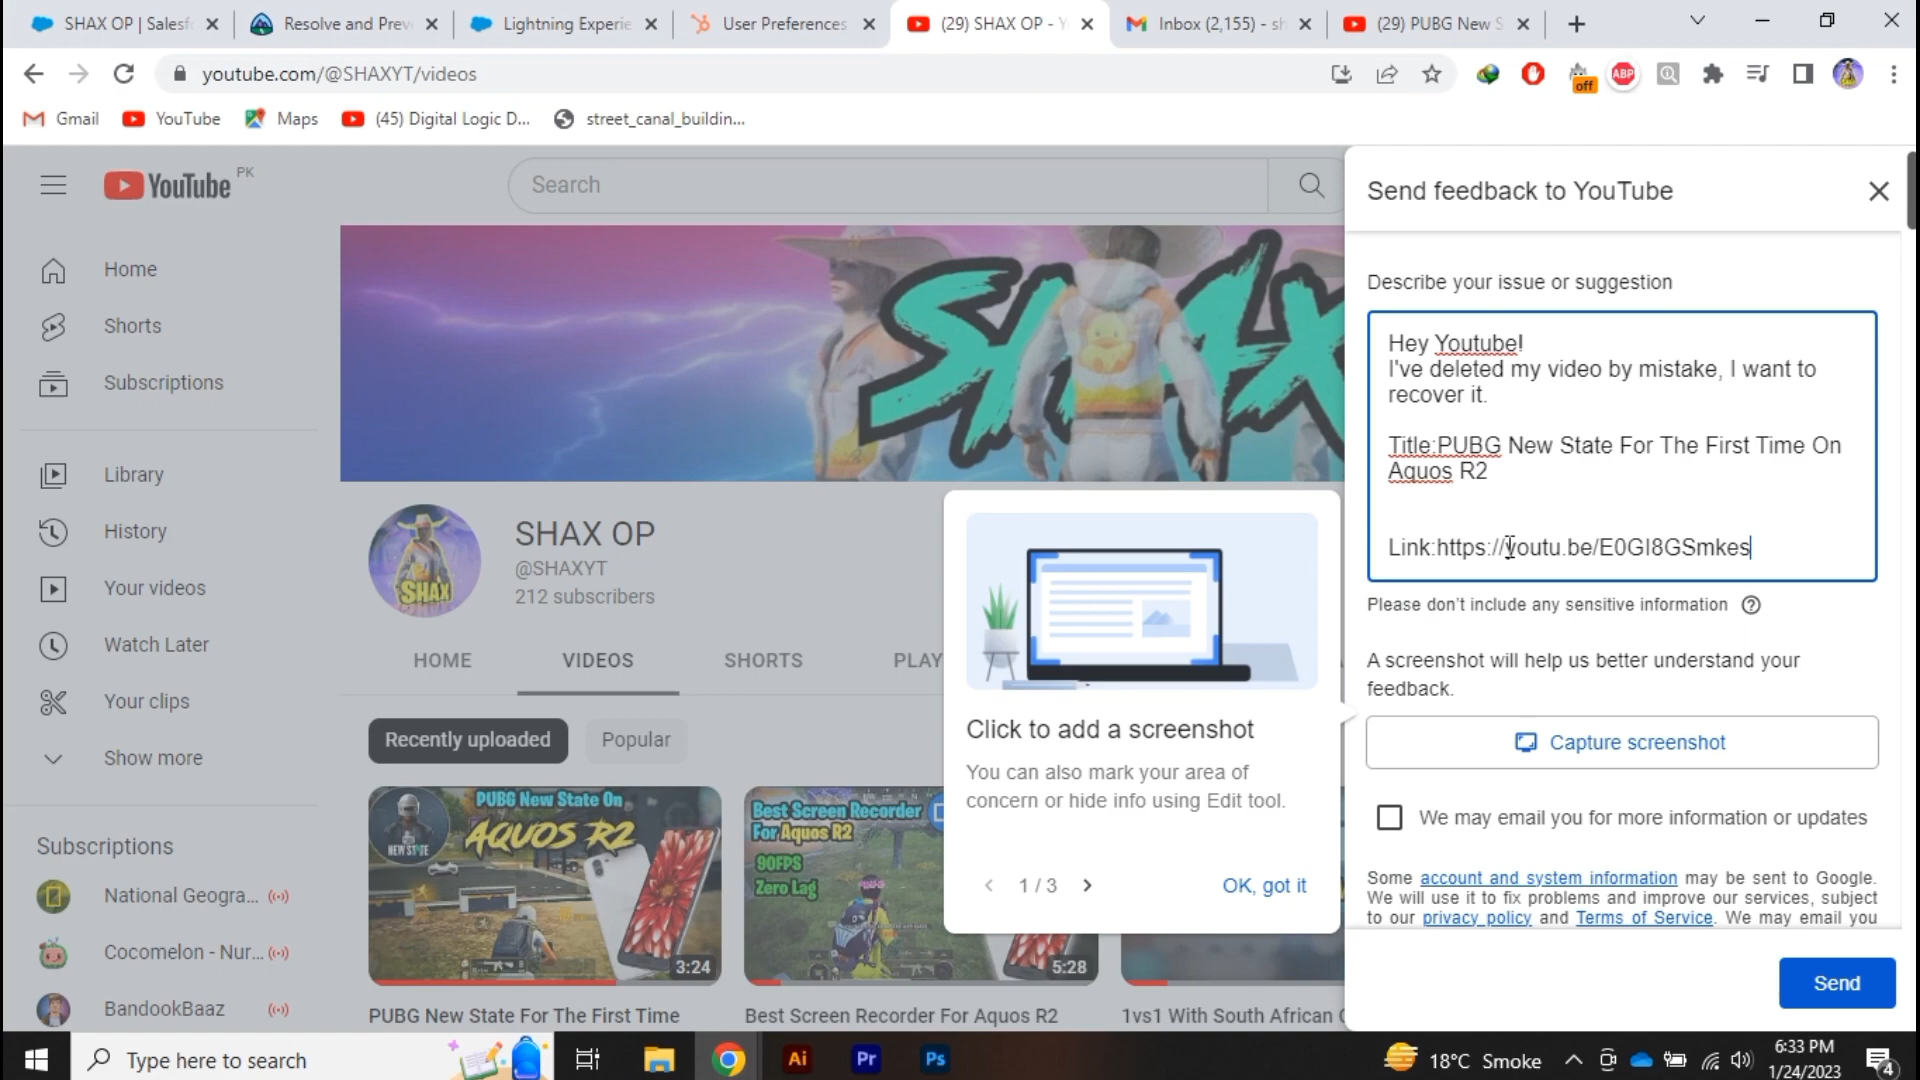 SHAX OP | Salesf
Resolve and Prev
Lightning Experie
User Preferences
(29) SHAX OP - Y
Inbox (2,155) - sh
(29) PUBG New S
youtube.com/@SHAXYT/videos
off
ABP
Gmail
YouTube
Maps
(45) Digital Logic D...
street_canal_buildin...
YouTube PK
Search
Home
Shorts
Subscriptions
Library
History
Your videos
Watch Later
Your clips
Show more
Subscriptions
National Geogra...
Cocomelon - Nur...
BandookBaaz
SHAX
SHAX
SHAX OP
@SHAXYT
212 subscribers
HOME
VIDEOS
SHORTS
PLAY
Recently uploaded
Popular
PUBG New State On
AQUOS R2
NEW STATE
3:24
PUBG New State For The First Time
Best Screen Recorder
For Aquos R2
90FPS
Zero Lag
5:28
Best Screen Recorder For Aquos R2
1vs1 With South African
Click to add a screenshot
You can also mark your area of
concern or hide info using Edit tool.
1 / 3
OK, got it
Send feedback to YouTube
Describe your issue or suggestion
Hey Youtube!
I've deleted my video by mistake, I want to
recover it.
Title:PUBG New State For The First Time On
Aquos R2
Link:https://youtu.be/E0GI8GSmkes
Please don't include any sensitive information
A screenshot will help us better understand your
feedback.
Capture screenshot
We may email you for more information or updates
Some account and system information may be sent to Google.
We will use it to fix problems and improve our services, subject
to our privacy policy and Terms of Service. We may email you
Send
Type here to search
Ai
Pr
Ps
18°C Smoke
6:33 PM
1/24/2023
4